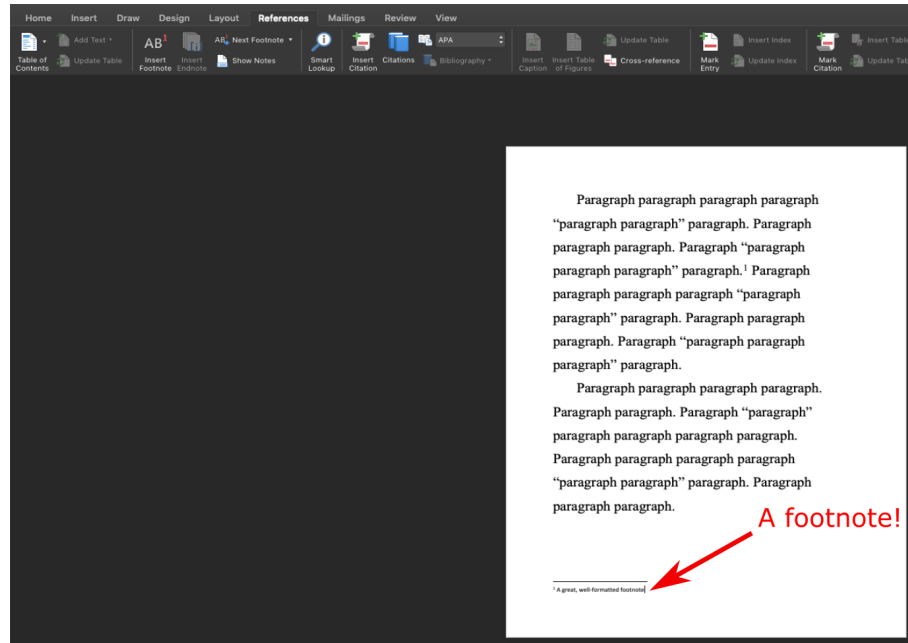 Home Insert Draw Design Layout References Mailings Review View
Add Text AB1 AB1 Next Footnote APA Update Table Insert Index Insert Table
Table of Contents Update Table Insert Footnote Insert Endnote Show Notes Smart Lookup Insert Citation Citations Bibliography Insert Caption Insert Table of Figures Cross-reference Mark Entry Update Index Mark Citation Update Tab
Paragraph paragraph paragraph paragraph
“paragraph paragraph” paragraph. Paragraph
paragraph paragraph. Paragraph “paragraph
paragraph paragraph” paragraph.¹ Paragraph
paragraph paragraph paragraph “paragraph
paragraph” paragraph. Paragraph paragraph
paragraph. Paragraph “paragraph paragraph
paragraph” paragraph.
Paragraph paragraph paragraph paragraph.
Paragraph paragraph. Paragraph “paragraph”
paragraph paragraph paragraph paragraph.
Paragraph paragraph paragraph paragraph
“paragraph paragraph” paragraph. Paragraph
paragraph paragraph.
A footnote!
¹ A great, well-formatted footnote